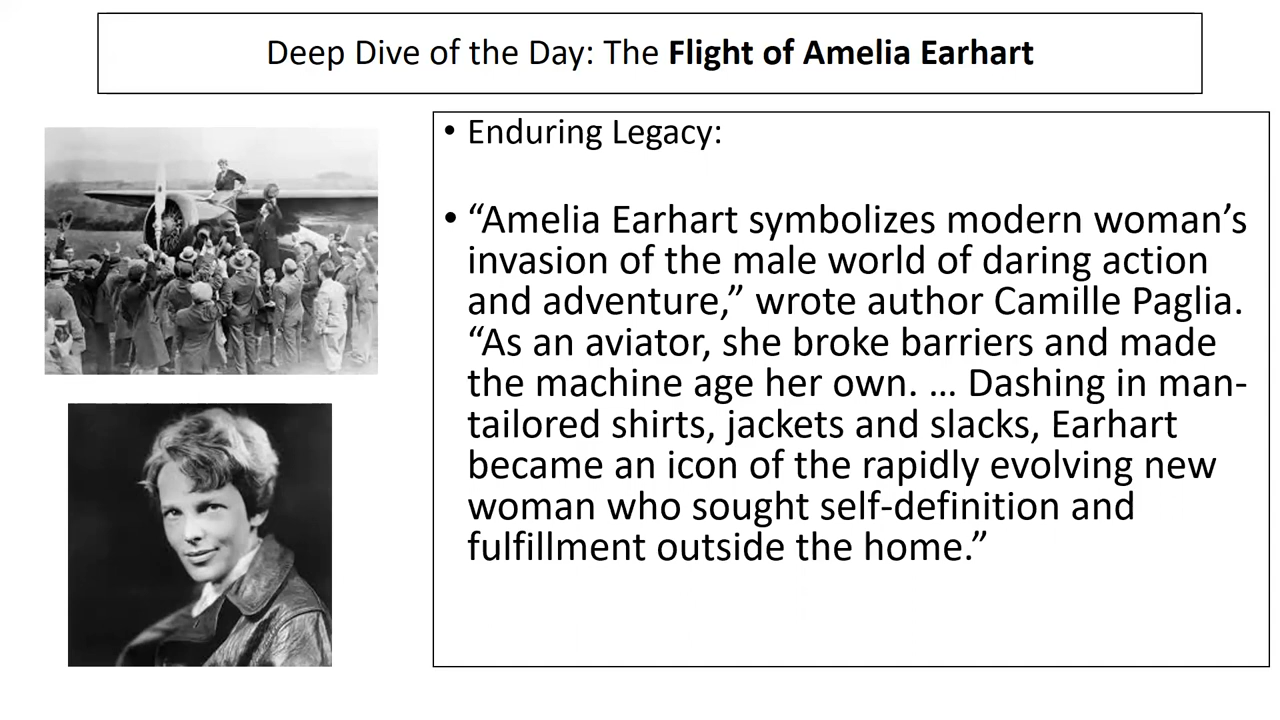 Deep Dive of the Day: The Flight of Amelia Earhart
• Enduring Legacy:
• “Amelia Earhart symbolizes modern woman’s
invasion of the male world of daring action
and adventure,” wrote author Camille Paglia.
“As an aviator, she broke barriers and made
the machine age her own. … Dashing in man-
tailored shirts, jackets and slacks, Earhart
became an icon of the rapidly evolving new
woman who sought self-definition and
fulfillment outside the home.”